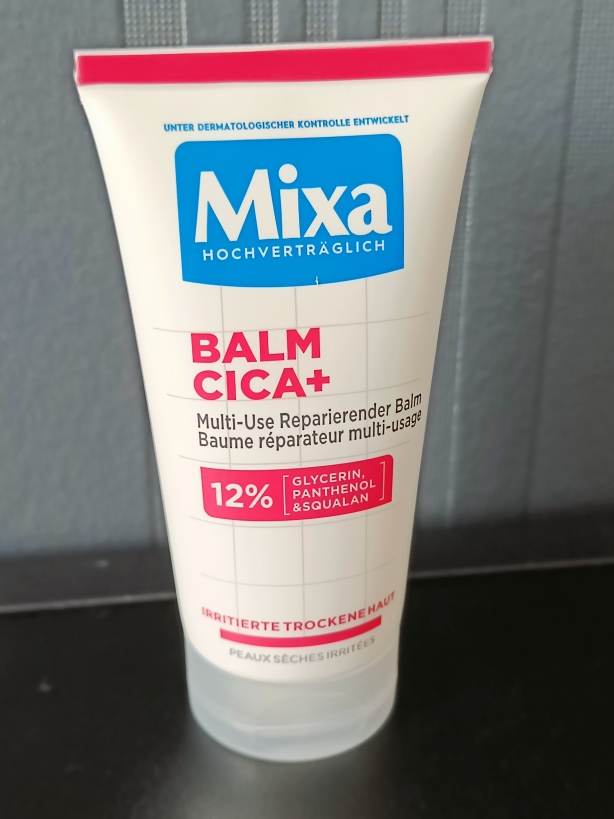 UNTER DERMATOLOGISCHER KONTROLLE ENTWICKELT
Mixa
HOCHVERTRÄGLICH
BALM
CICA+
Multi-Use Reparierender Balm
Baume réparateur multi-usage
12% [GLYCERIN,
PANTHENOL
&SQUALAN]
IRRITIERTE TROCKENE HAUT
PEAUX SÈCHES IRRITÉES